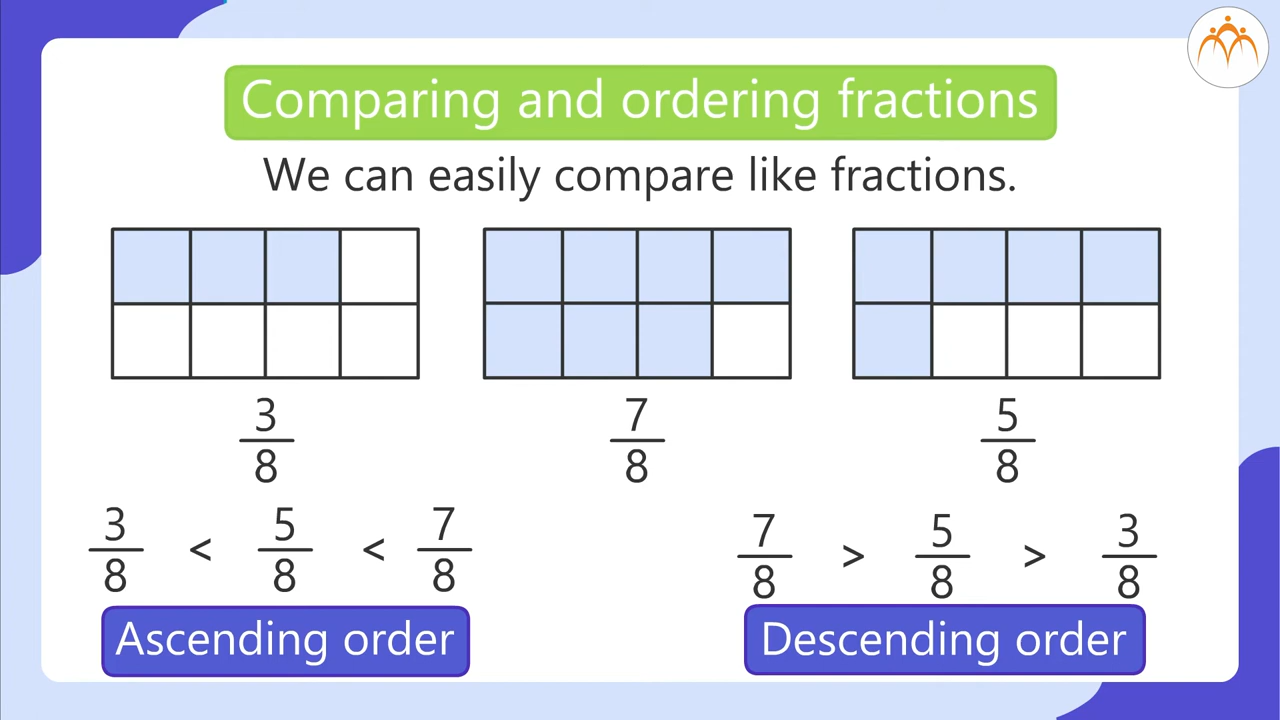 Comparing and ordering fractions
We can easily compare like fractions.
3/8 7/8 5/8
3/8 < 5/8 < 7/8
7/8 > 5/8 > 3/8
Ascending order
Descending order